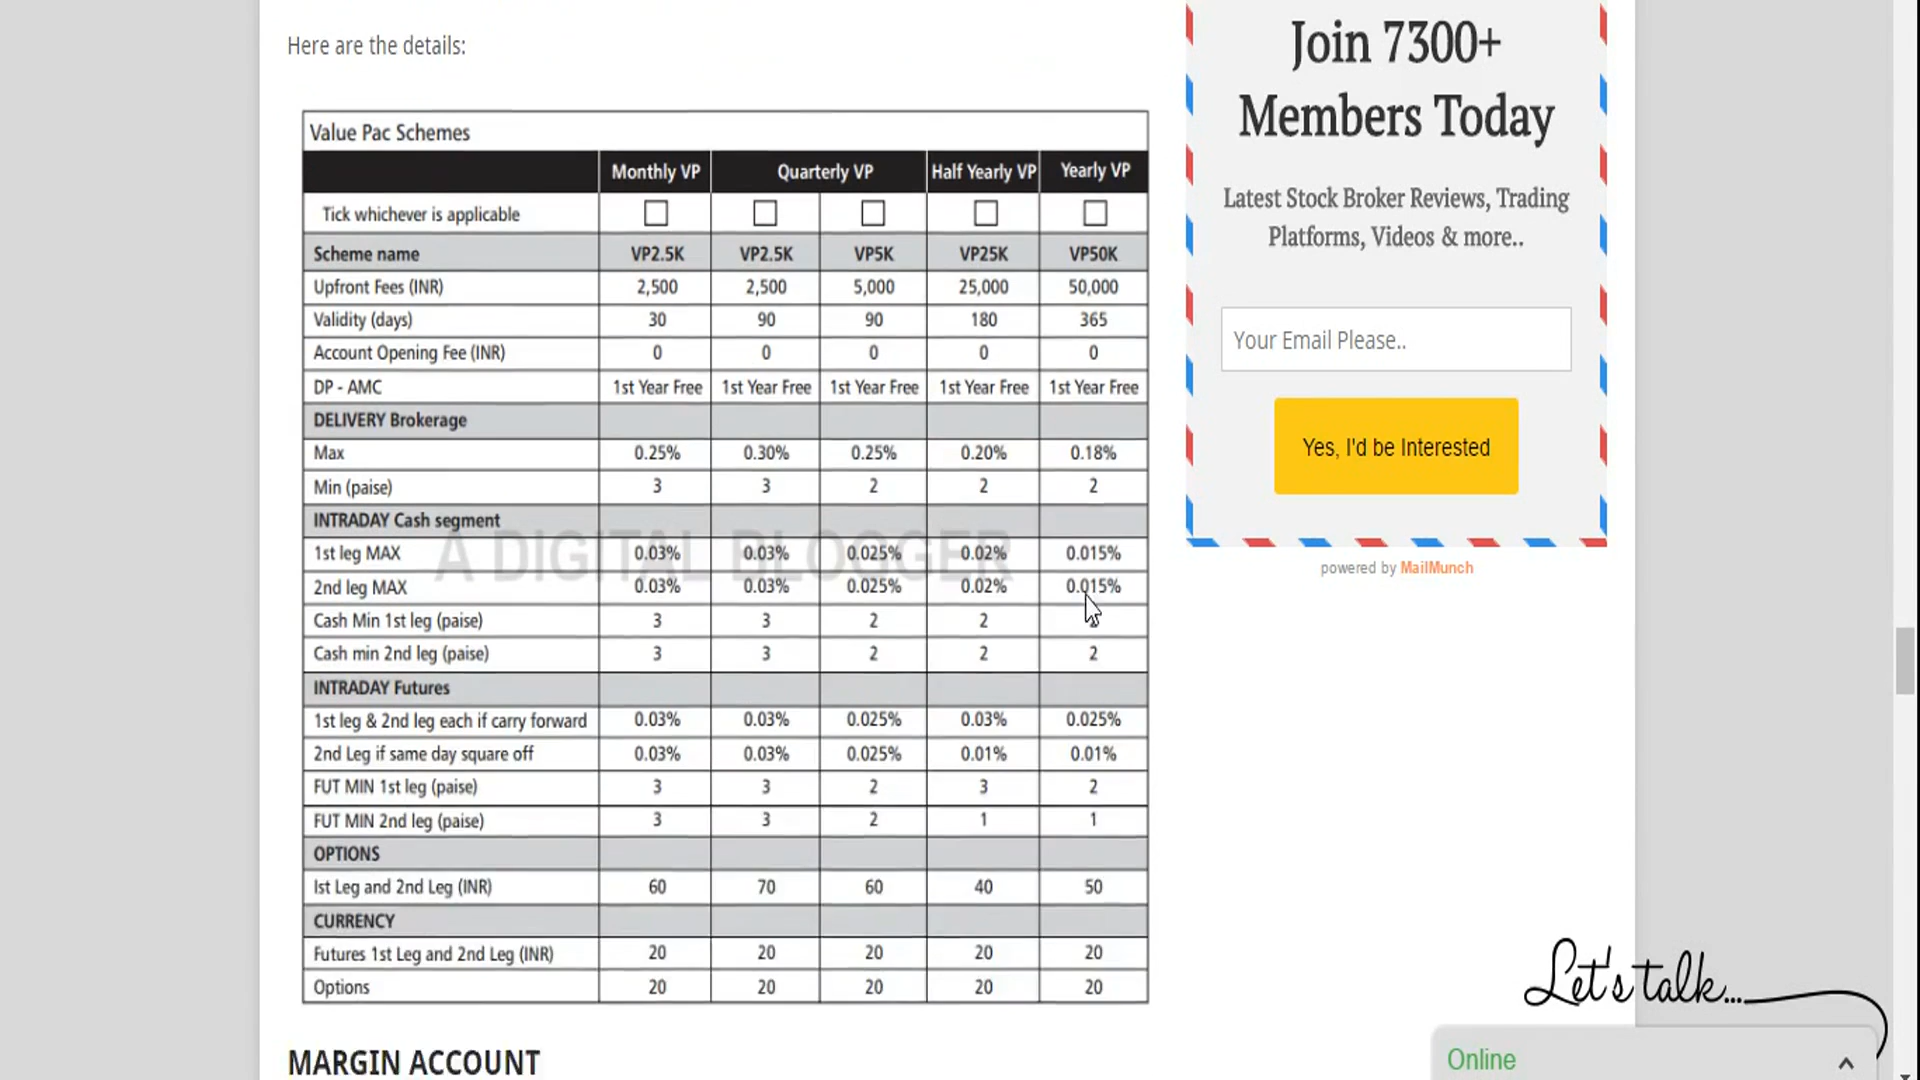 Here are the details:
Value Pac Schemes
Monthly VP Quarterly VP Half Yearly VP Yearly VP
Tick whichever is applicable
Scheme name VP2.5K VP2.5K VP5K VP25K VP50K
Upfront Fees (INR) 2,500 2,500 5,000 25,000 50,000
Validity (days) 30 90 90 180 365
Account Opening Fee (INR) 0 0 0 0 0
DP - AMC 1st Year Free 1st Year Free 1st Year Free 1st Year Free 1st Year Free
DELIVERY Brokerage
Max 0.25% 0.30% 0.25% 0.20% 0.18%
Min (paise) 3 3 2 2 2
INTRADAY Cash segment
A DIGITAL BLOGGER
1st leg MAX 0.03% 0.03% 0.025% 0.02% 0.015%
2nd leg MAX 0.03% 0.03% 0.025% 0.02% 0.015%
Cash Min 1st leg (paise) 3 3 2 2
Cash min 2nd leg (paise) 3 3 2 2 2
INTRADAY Futures
1st leg & 2nd leg each if carry forward 0.03% 0.03% 0.025% 0.03% 0.025%
2nd Leg if same day square off 0.03% 0.03% 0.025% 0.01% 0.01%
FUT MIN 1st leg (paise) 3 3 2 3 2
FUT MIN 2nd leg (paise) 3 3 2 1 1
OPTIONS
Ist Leg and 2nd Leg (INR) 60 70 60 40 50
CURRENCY
Futures 1st Leg and 2nd Leg (INR) 20 20 20 20 20
Options 20 20 20 20 20
MARGIN ACCOUNT
Join 7300+
Members Today
Latest Stock Broker Reviews, Trading
Platforms, Videos & more..
Your Email Please..
Yes, I'd be Interested
powered by MailMunch
Let's talk...
Online